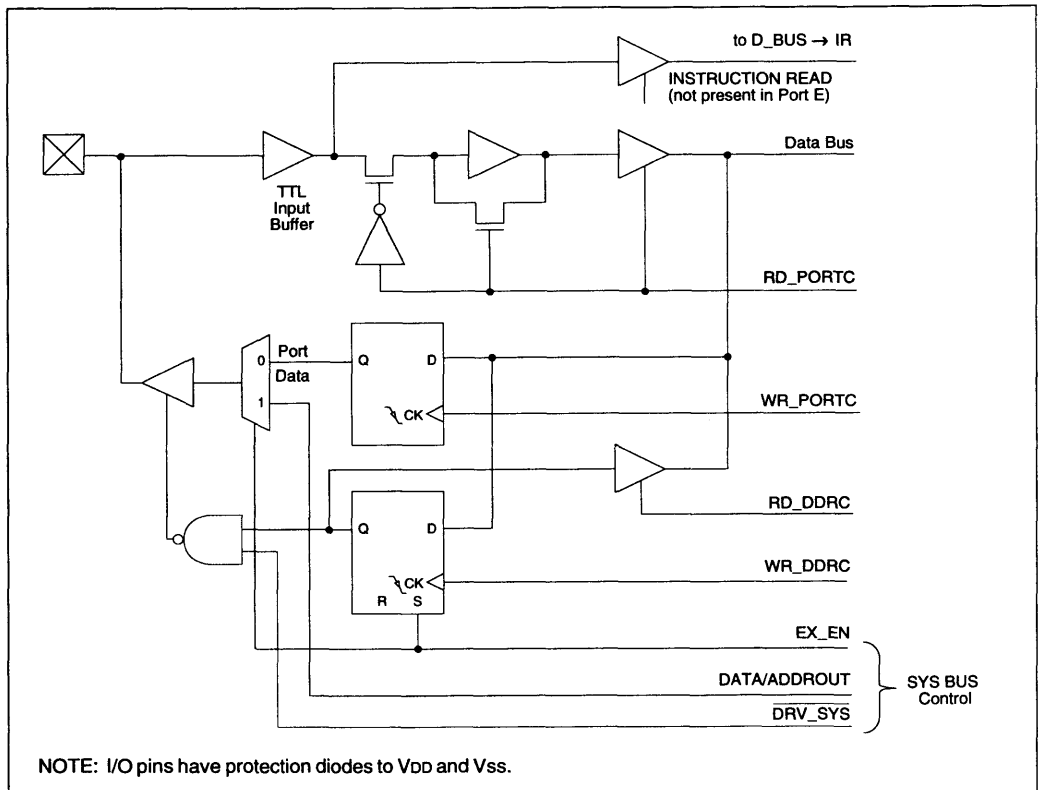 to D_BUS → IR
INSTRUCTION READ
(not present in Port E)
Data Bus
TTL
Input
Buffer
RD_PORTC
0
Port
Data
1
Q
D
CK
WR_PORTC
RD_DDRC
Q
D
CK
R
S
WR_DDRC
EX_EN
DATA/ADDROUT
DRV_SYS
SYS BUS
Control
NOTE: I/O pins have protection diodes to VDD and Vss.